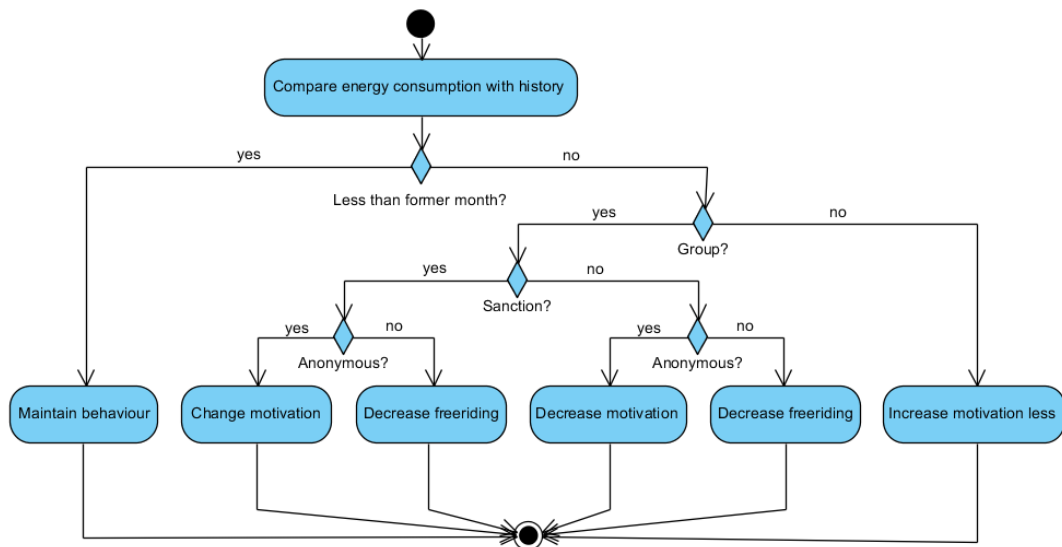 Compare energy consumption with history
yes
no
Less than former month?
yes
no
Group?
yes
no
Sanction?
yes
no
yes
no
Anonymous?
Anonymous?
Maintain behaviour
Change motivation
Decrease freeriding
Decrease motivation
Decrease freeriding
Increase motivation less